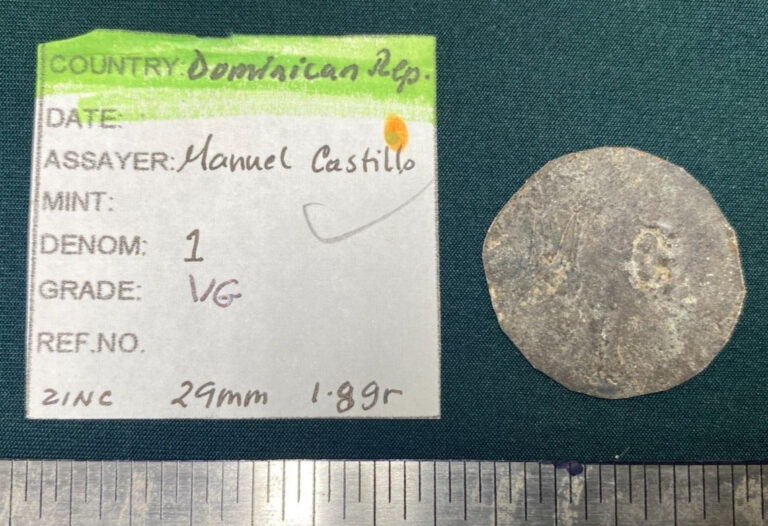 COUNTRY: Dominican Rep.
DATE:
ASSAYER: Manuel Castillo
MINT:
DENOM: 1
GRADE: VG
REF.NO.
ZINC 29mm 1.89r
M C